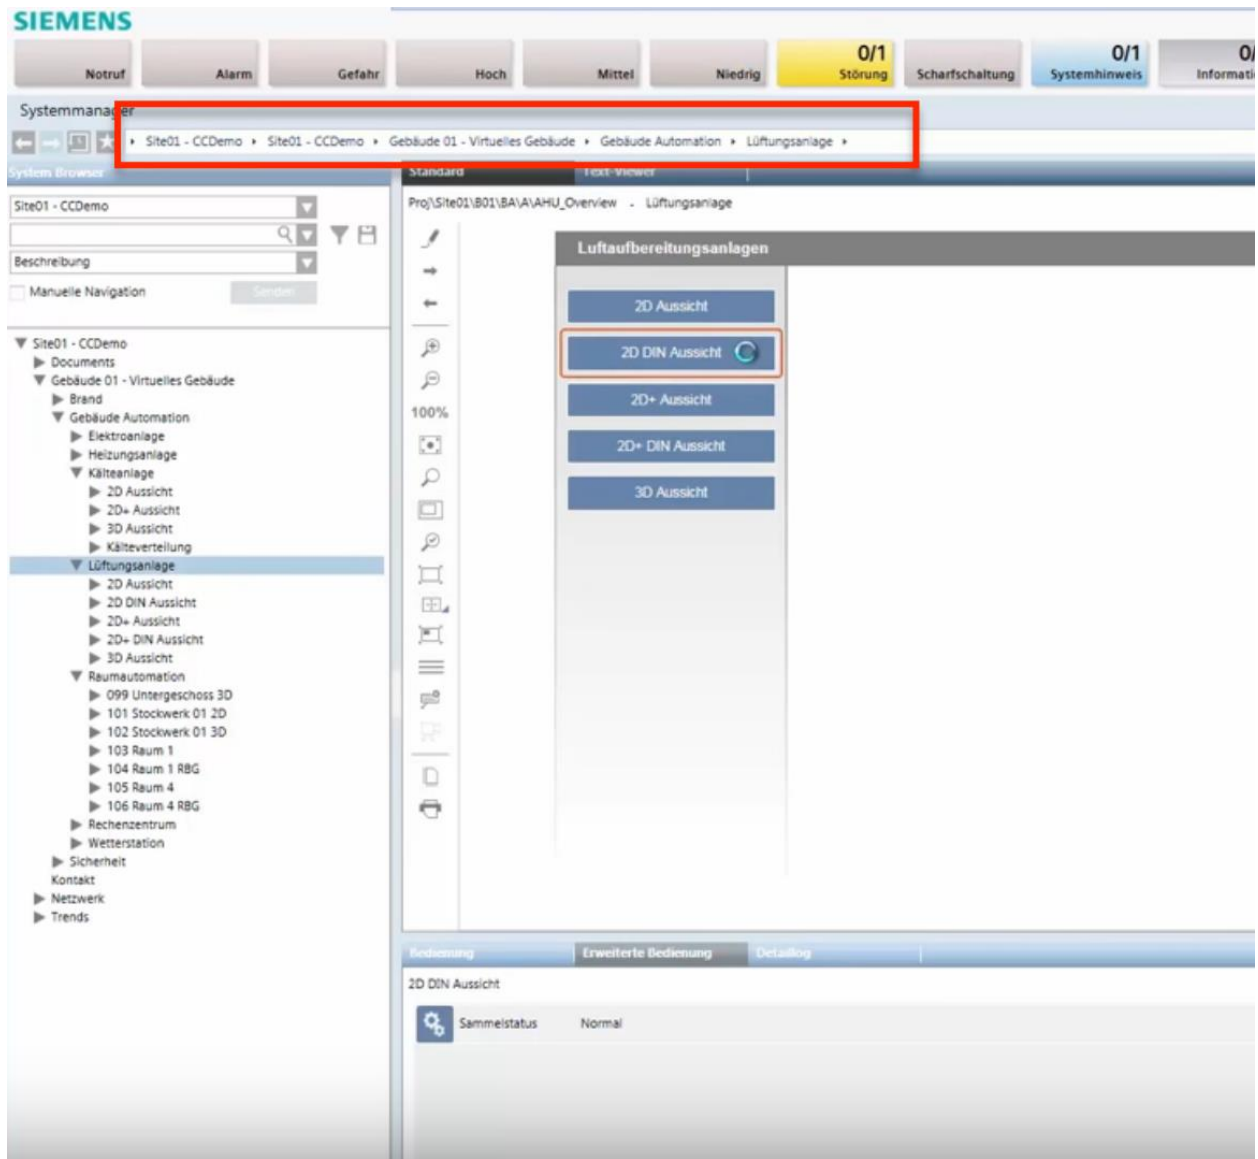 SIEMENS
Notruf
Alarm
Gefahr
Hoch
Mittel
Niedrig
0/1
Störung
Scharfschaltung
0/1
Systemhinweis
0/
Informati
Systemmanager
Site01 - CCDemo
Site01 - CCDemo
Gebäude 01 - Virtuelles Gebäude
Gebäude Automation
Lüftungsanlage
System Browser
Site01 - CCDemo
Beschreibung
Manuelle Navigation
Senden
Site01 - CCDemo
Documents
Gebäude 01 - Virtuelles Gebäude
Brand
Gebäude Automation
Elektroanlage
Heizungsanlage
Kälteanlage
2D Aussicht
2D+ Aussicht
3D Aussicht
Kälteverteilung
Lüftungsanlage
2D Aussicht
2D DIN Aussicht
2D+ Aussicht
2D+ DIN Aussicht
3D Aussicht
Raumautomation
099 Untergeschoss 3D
101 Stockwerk 01 2D
102 Stockwerk 01 3D
103 Raum 1
104 Raum 1 RBG
105 Raum 4
106 Raum 4 RBG
Rechenzentrum
Wetterstation
Sicherheit
Kontakt
Netzwerk
Trends
Standard
Text-Viewer
Proj\Site01\B01\BA\A\AHU_Overview - Lüftungsanlage
100%
Luftaufbereitungsanlagen
2D Aussicht
2D DIN Aussicht
2D+ Aussicht
2D+ DIN Aussicht
3D Aussicht
Bedienung
Erweiterte Bedienung
Detaillog
2D DIN Aussicht
Sammelstatus
Normal